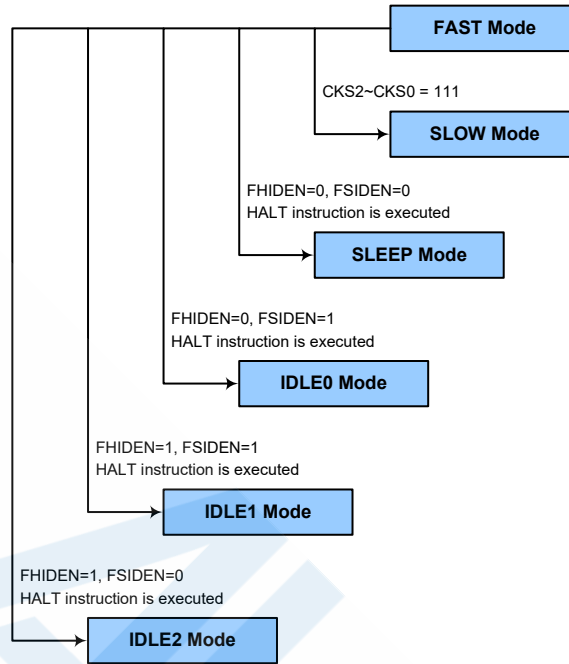 FAST Mode
CKS2~CKS0 = 111
SLOW Mode
FHIDEN=0, FSIDEN=0
HALT instruction is executed
SLEEP Mode
FHIDEN=0, FSIDEN=1
HALT instruction is executed
IDLE0 Mode
FHIDEN=1, FSIDEN=1
HALT instruction is executed
IDLE1 Mode
FHIDEN=1, FSIDEN=0
HALT instruction is executed
IDLE2 Mode